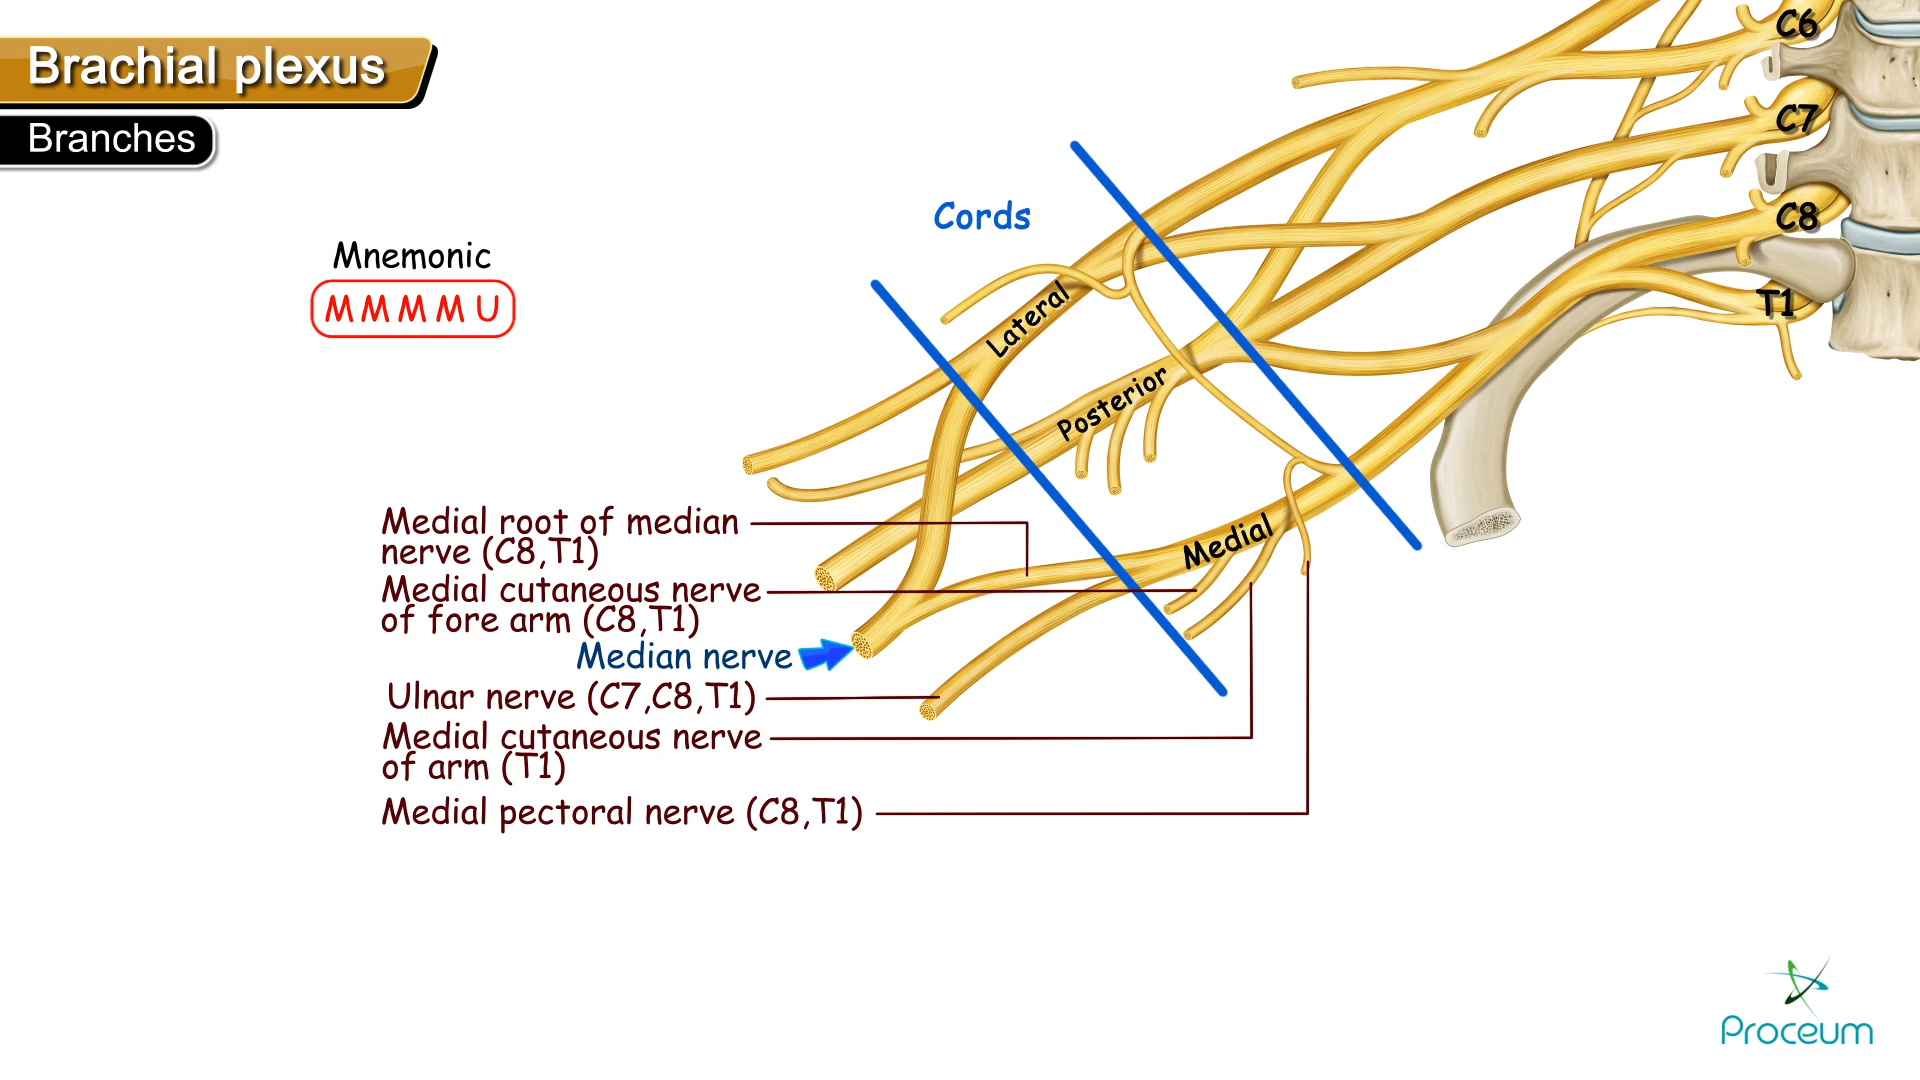 Brachial plexus
Branches
Mnemonic
M M M M U
Cords
C6
C7
C8
T1
Lateral
Posterior
Medial
Medial root of median
nerve (C8,T1)
Medial cutaneous nerve
of fore arm (C8,T1)
Median nerve
Ulnar nerve (C7,C8,T1)
Medial cutaneous nerve
of arm (T1)
Medial pectoral nerve (C8,T1)
Proceum